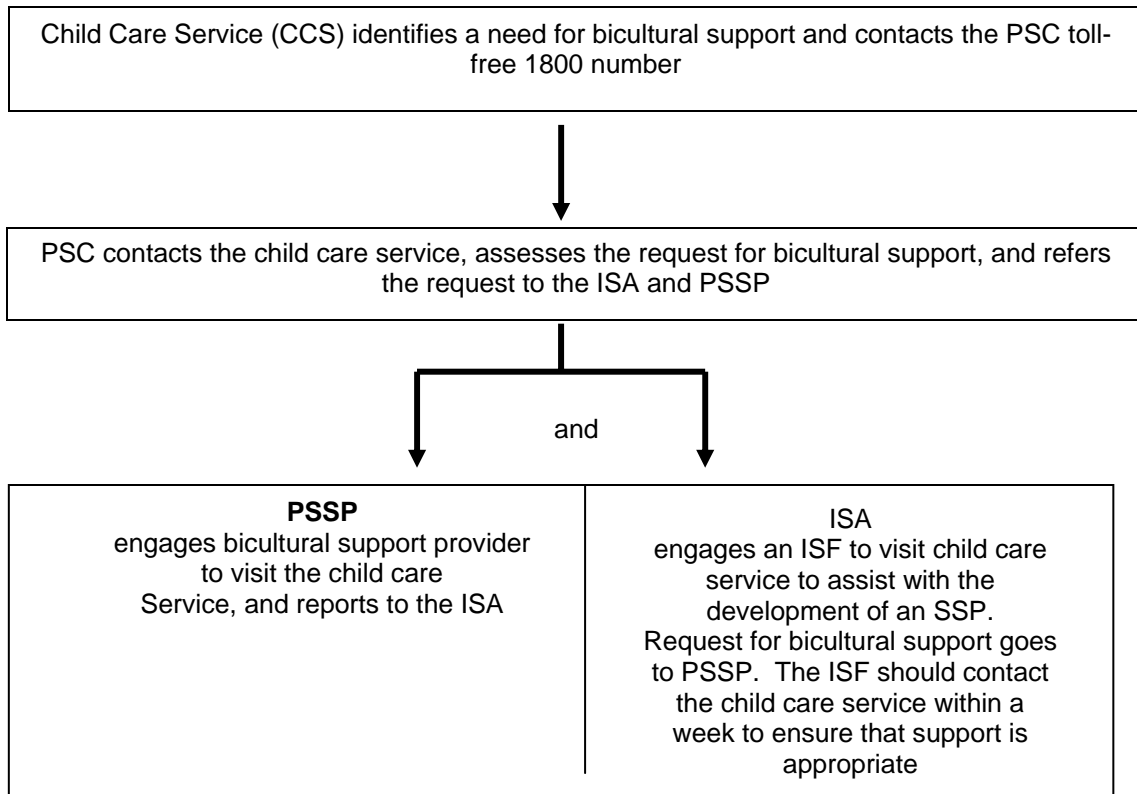 Child Care Service (CCS) identifies a need for bicultural support and contacts the PSC toll-
free 1800 number
PSC contacts the child care service, assesses the request for bicultural support, and refers
the request to the ISA and PSSP
and
PSSP
engages bicultural support provider
to visit the child care
Service, and reports to the ISA
ISA
engages an ISF to visit child care
service to assist with the
development of an SSP.
Request for bicultural support goes
to PSSP.  The ISF should contact
the child care service within a
week to ensure that support is
appropriate